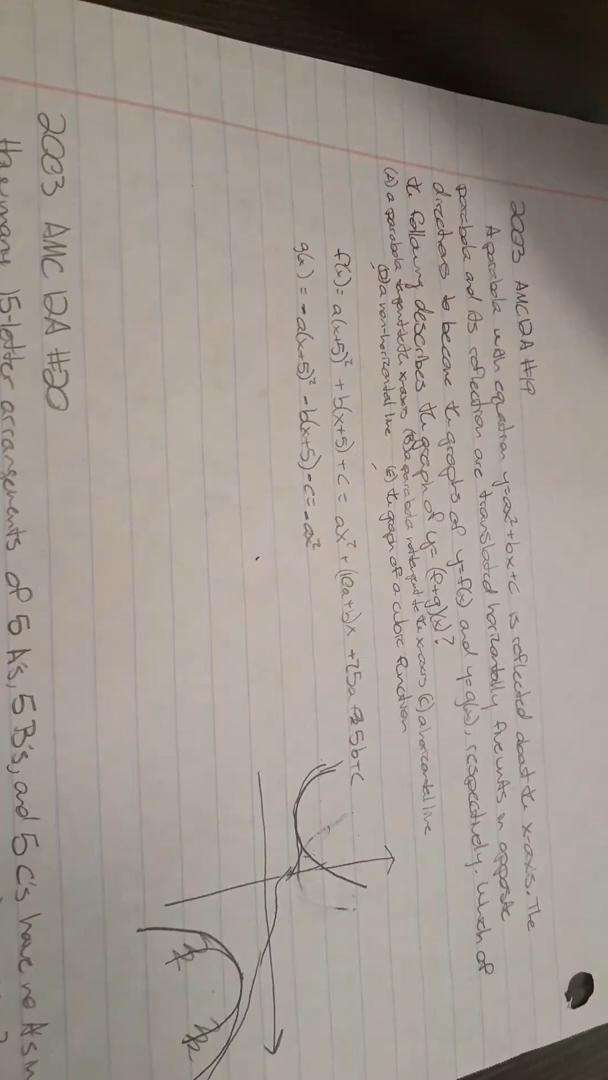 2003 AMC 12A #19
A parabola with equation y=ax²+bx+c is reflected about the x-axis. The
parabola and its reflection are translated horizontally five units in opposite
directions to become the graphs of y=f(x) and y=g(x), respectively. Which of
the following describes the graph of y=(f+g)(x)?
(A) a parabola tangent to the x-axis (B) a parabola not tangent to the x-axis (C) a horizontal line
(D) a non-horizontal line (E) the graph of a cubic function
f(x) = a(x+5)² + b(x+5) + c = ax² + (10a+b)x + 25a 5b+c
g(x) = -a(x+5)² - b(x+5) - c = -ax²
2003 AMC 12A #20
How many 15-letter arrangements of 5 A's, 5 B's, and 5 C's have no A's in